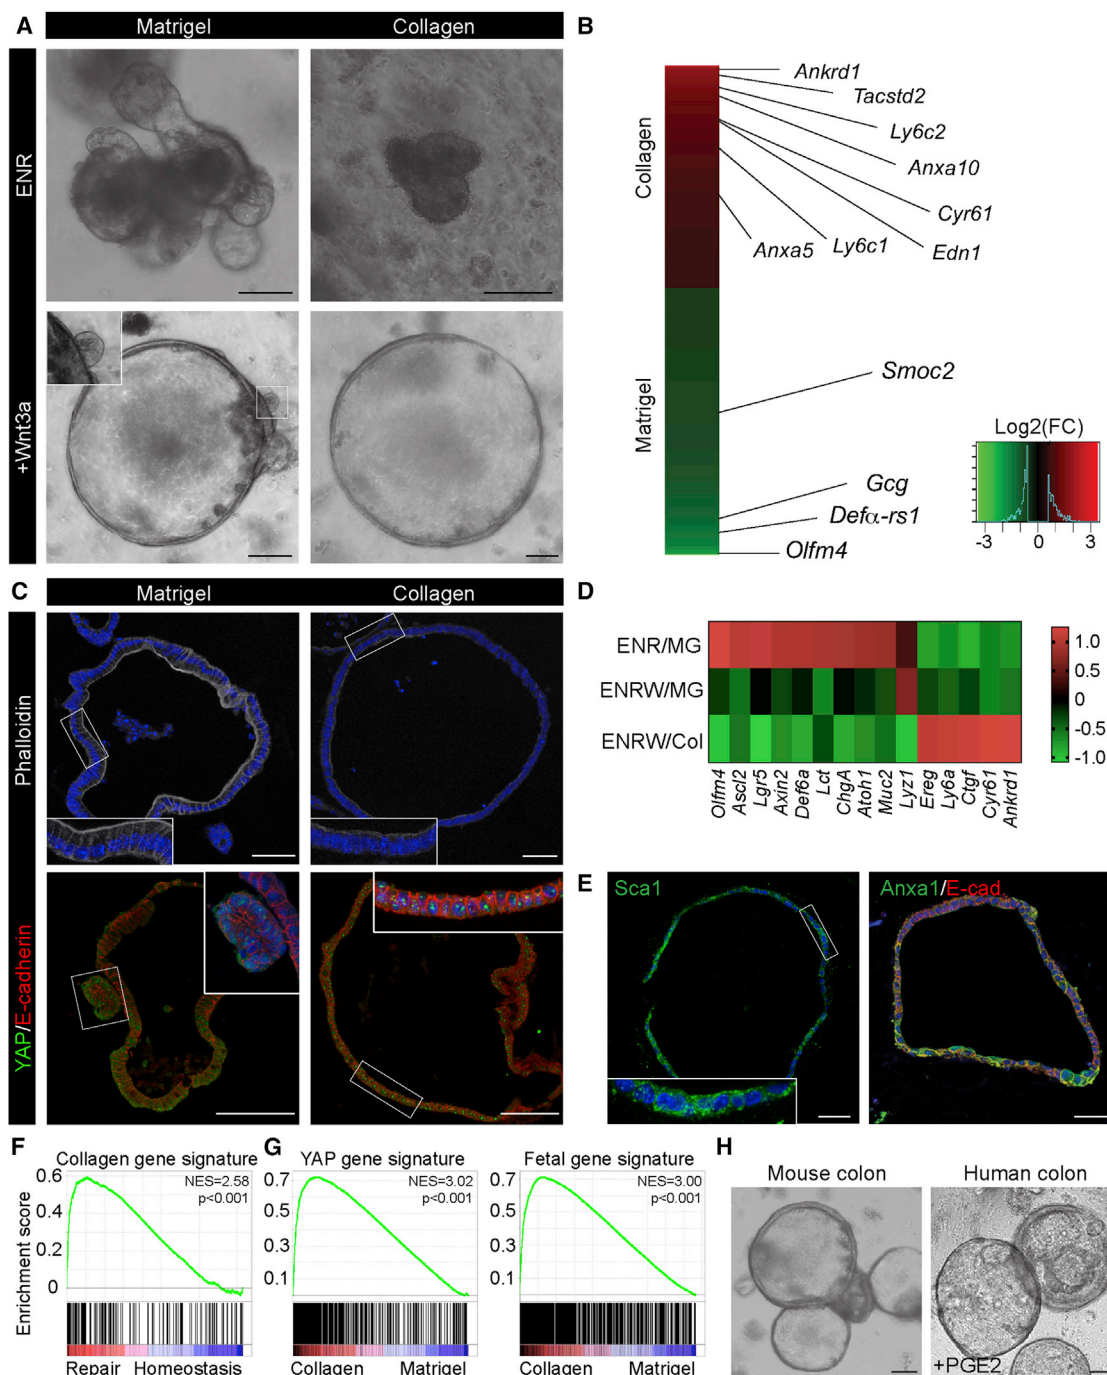 A
Matrigel
Collagen
ENR
+Wnt3a
B
Collagen
Matrigel
Ankrd1
Tacstd2
Ly6c2
Anxa10
Cyr61
Edn1
Ly6c1
Anxa5
Smoc2
Gcg
Defα-rs1
Olfm4
Log2(FC)
-3 0 3
C
Matrigel
Collagen
Phalloidin
YAP/E-cadherin
D
ENR/MG
ENRW/MG
ENRW/Col
Olfm4 Ascl2 Lgr5 Axin2 Def6a Lct ChgA Atoh1 Muc2 Lyz1 Ereg Ly6a Ctgf Cyr61 Ankrd1
1.0
0.5
0
-0.5
-1.0
E
Sca1
Anxa1/E-cad
F
Collagen gene signature
NES=2.58
p<0.001
Enrichment score
0.6
0.4
0.2
0
Repair Homeostasis
G
YAP gene signature
NES=3.02
p<0.001
0.7
0.5
0.3
0.1
Collagen Matrigel
Fetal gene signature
NES=3.00
p<0.001
0.7
0.5
0.3
0.1
Collagen Matrigel
H
Mouse colon
Human colon
+PGE2